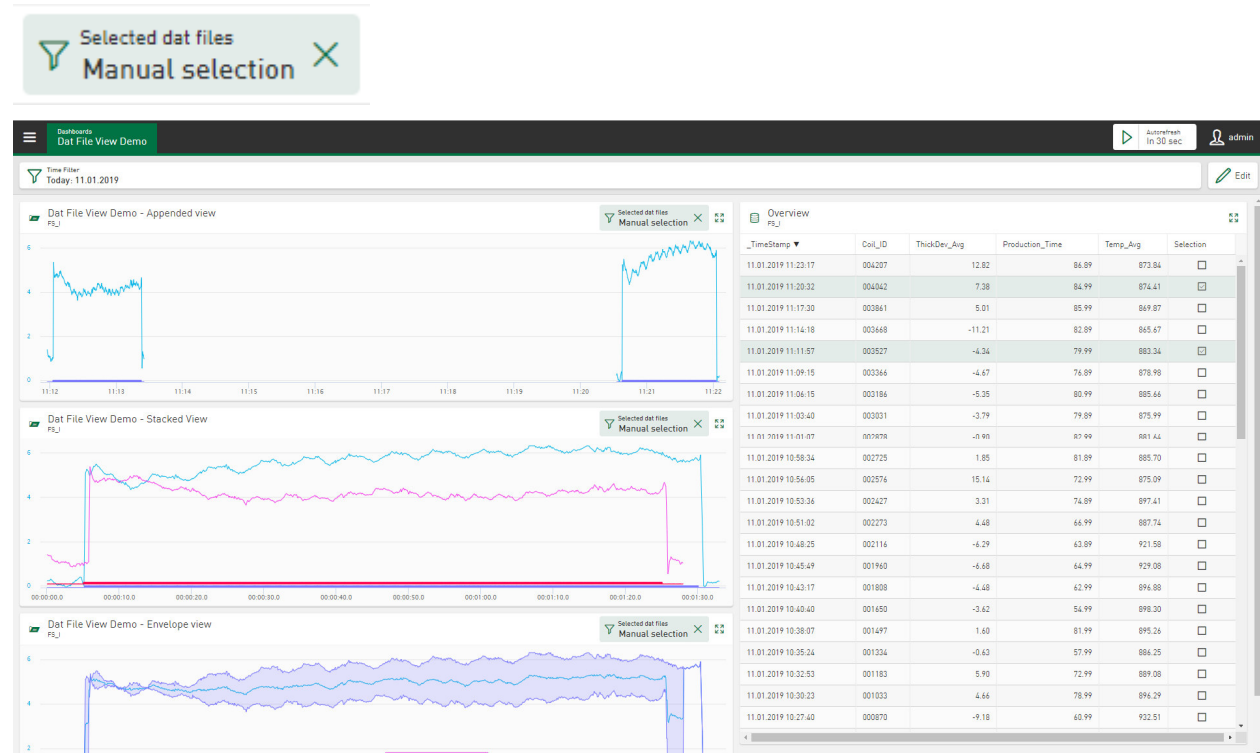 Selected dat files
Manual selection
Dashboards
Dat File View Demo
Autorefresh
In 30 sec
admin
Time Filter
Today: 11.01.2019
Edit
Dat File View Demo - Appended view
FS_I
Selected dat files
Manual selection
6
4
2
0
11:12 11:13 11:14 11:15 11:16 11:17 11:18 11:19 11:20 11:21 11:22
Dat File View Demo - Stacked View
FS_I
Selected dat files
Manual selection
6
4
2
0
00:00:00.0 00:00:10.0 00:00:20.0 00:00:30.0 00:00:40.0 00:00:50.0 00:01:00.0 00:01:10.0 00:01:20.0 00:01:30.0
Dat File View Demo - Envelope view
FS_I
Selected dat files
Manual selection
6
4
2
Overview
FS_I
_TimeStamp ▼ Coil_ID ThickDev_Avg Production_Time Temp_Avg Selection
11.01.2019 11:23:17 004207 12.82 86.89 873.84
11.01.2019 11:20:32 004042 7.38 84.99 874.41
11.01.2019 11:17:30 003861 5.01 85.99 869.87
11.01.2019 11:14:18 003668 -11.21 82.89 865.67
11.01.2019 11:11:57 003527 -4.34 79.99 883.34
11.01.2019 11:09:15 003366 -4.67 76.89 878.98
11.01.2019 11:06:15 003186 -5.35 80.99 885.66
11.01.2019 11:03:40 003031 -3.79 79.89 875.99
11.01.2019 11:01:07 002878 -0.90 82.99 881.64
11.01.2019 10:58:34 002725 1.85 81.89 885.70
11.01.2019 10:56:05 002576 15.14 72.99 875.09
11.01.2019 10:53:36 002427 3.31 74.89 897.41
11.01.2019 10:51:02 002273 4.48 66.99 887.74
11.01.2019 10:48:25 002116 -6.29 63.89 921.58
11.01.2019 10:45:49 001960 -6.68 64.99 929.08
11.01.2019 10:43:17 001808 -4.48 62.99 896.88
11.01.2019 10:40:40 001650 -3.62 54.99 898.30
11.01.2019 10:38:07 001497 1.60 81.99 895.26
11.01.2019 10:35:24 001334 -0.63 57.99 886.25
11.01.2019 10:32:53 001183 5.90 72.99 889.08
11.01.2019 10:30:23 001033 4.66 78.99 896.29
11.01.2019 10:27:40 000870 -9.18 60.99 932.51